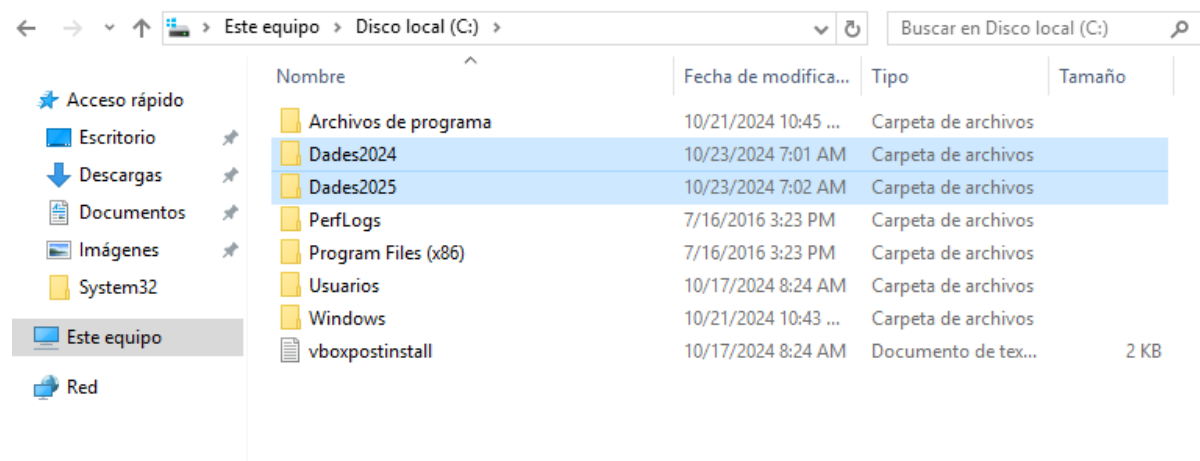 Este equipo > Disco local (C:) >
Buscar en Disco local (C:)
Nombre Fecha de modifica... Tipo Tamaño
Acceso rápido
Escritorio
Descargas
Documentos
Imágenes
System32
Este equipo
Red
Archivos de programa 10/21/2024 10:45 ... Carpeta de archivos
Dades2024 10/23/2024 7:01 AM Carpeta de archivos
Dades2025 10/23/2024 7:02 AM Carpeta de archivos
PerfLogs 7/16/2016 3:23 PM Carpeta de archivos
Program Files (x86) 7/16/2016 3:23 PM Carpeta de archivos
Usuarios 10/17/2024 8:24 AM Carpeta de archivos
Windows 10/21/2024 10:43 ... Carpeta de archivos
vboxpostinstall 10/17/2024 8:24 AM Documento de tex... 2 KB